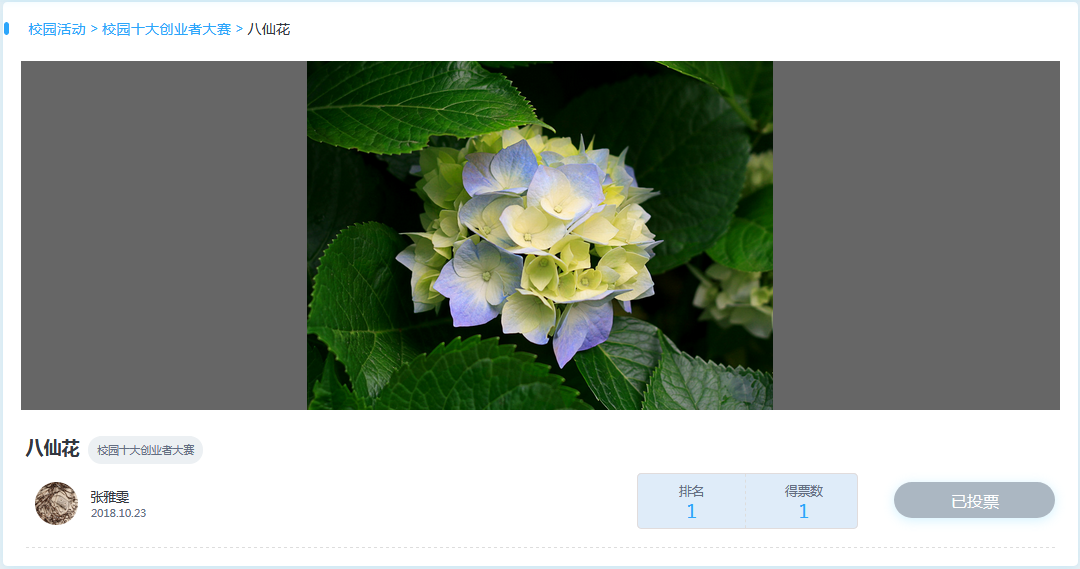 校园活动 > 校园十大创业者大赛 > 八仙花
八仙花 校园十大创业者大赛
张雅雯
2018.10.23
排名 得票数
1 1
已投票